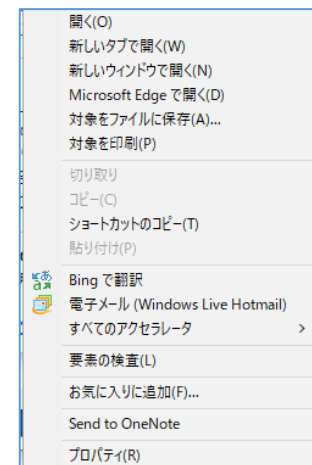 開く(O)
新しいタブで開く(W)
新しいウィンドウで開く(N)
Microsoft Edge で開く(D)
対象をファイルに保存(A)...
対象を印刷(P)
切り取り
コピー(C)
ショートカットのコピー(T)
貼り付け(P)
Bing で翻訳
電子メール (Windows Live Hotmail)
すべてのアクセラレータ
要素の検査(L)
お気に入りに追加(F)...
Send to OneNote
プロパティ(R)